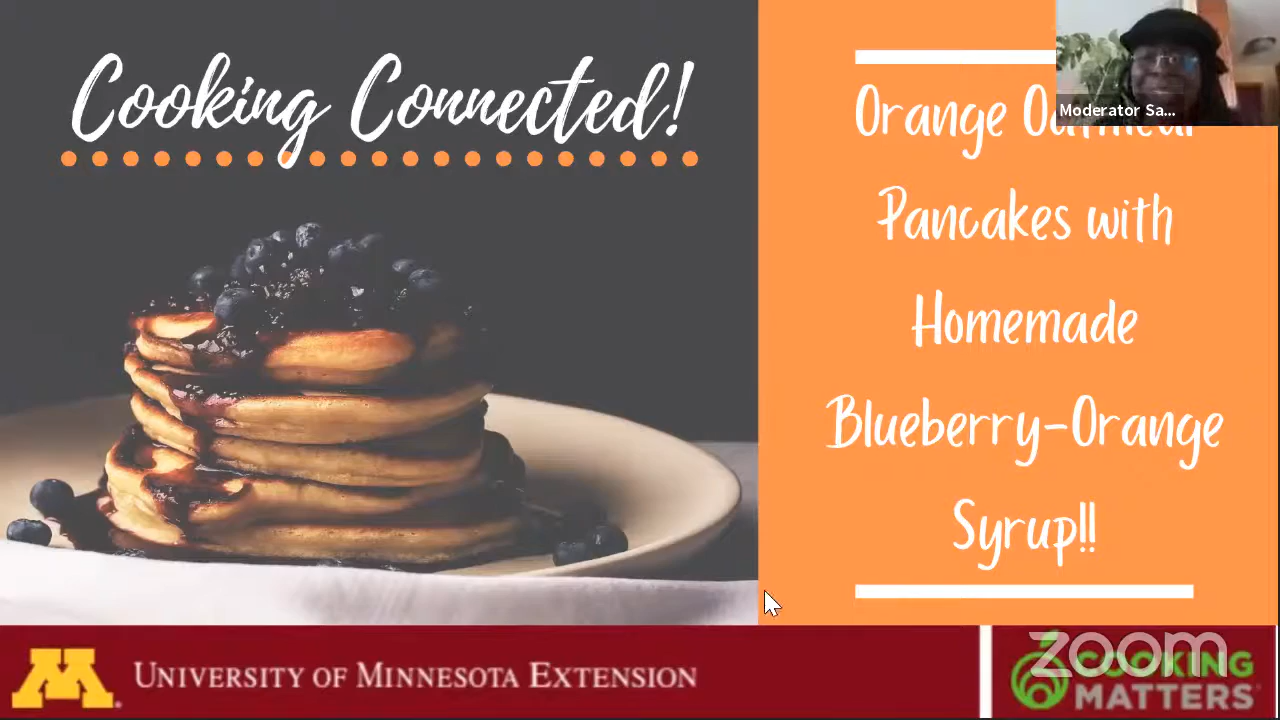 Cooking Connected!
Orange
Pancakes with
Homemade
Blueberry-Orange
Syrup!!
Moderator Sa...
M
UNIVERSITY OF MINNESOTA EXTENSION
zoom
COOKING
MATTERS